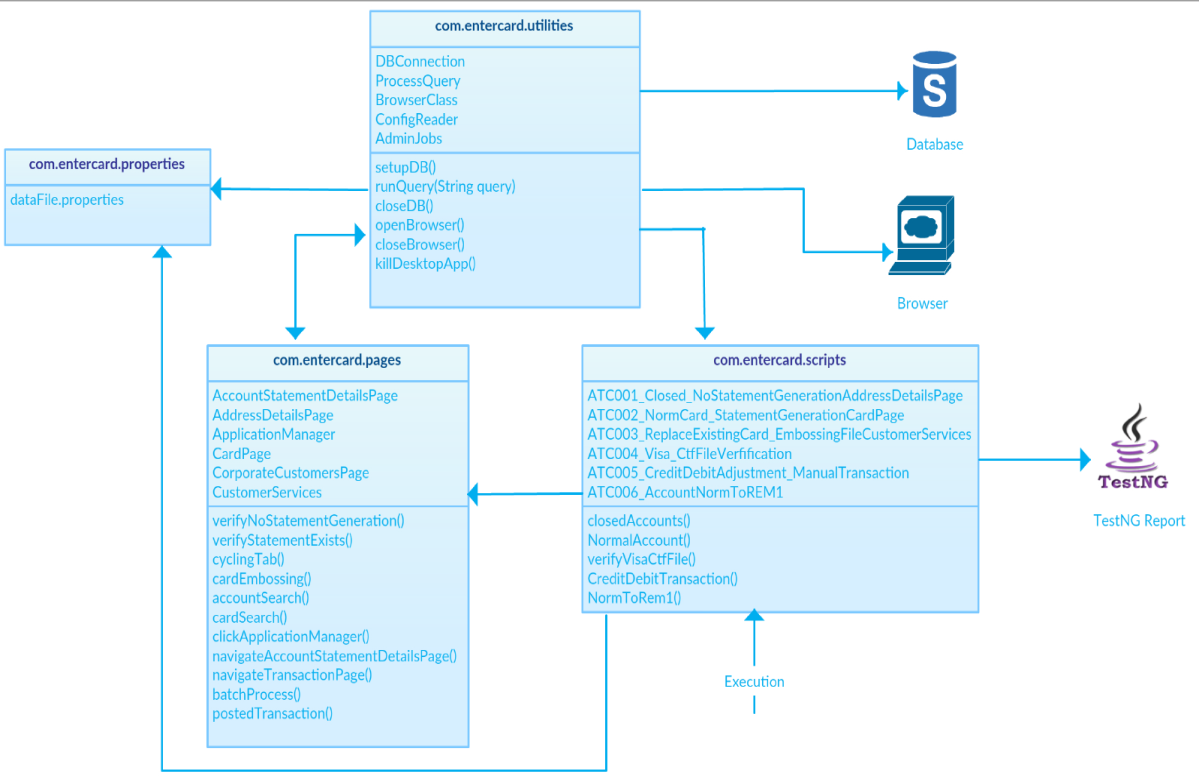 com.entercard.utilities
DBConnection
ProcessQuery
BrowserClass
ConfigReader
AdminJobs
setupDB()
runQuery(String query)
closeDB()
openBrowser()
closeBrowser()
killDesktopApp()
S
Database
com.entercard.properties
dataFile.properties
Browser
com.entercard.pages
AccountStatementDetailsPage
AddressDetailsPage
ApplicationManager
CardPage
CorporateCustomersPage
CustomerServices
verifyNoStatementGeneration()
verifyStatementExists()
cyclingTab()
cardEmbossing()
accountSearch()
cardSearch()
clickApplicationManager()
navigateAccountStatementDetailsPage()
navigateTransactionPage()
batchProcess()
postedTransaction()
com.entercard.scripts
ATC001_Closed_NoStatementGenerationAddressDetailsPage
ATC002_NormCard_StatementGenerationCardPage
ATC003_ReplaceExistingCard_EmbossingFileCustomerServices
ATC004_Visa_CtfFileVerfification
ATC005_CreditDebitAdjustment_ManualTransaction
ATC006_AccountNormToREM1
closedAccounts()
NormalAccount()
verifyVisaCtfFile()
CreditDebitTransaction()
NormToRem1()
Execution
TestNG
TestNG Report